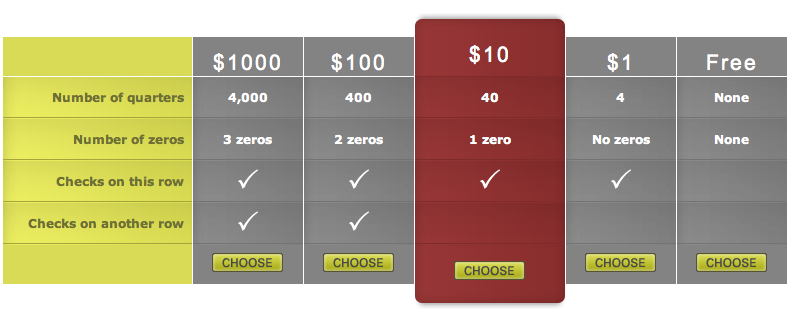 $1000 $100 $10 $1 Free
Number of quarters 4,000 400 40 4 None
Number of zeros 3 zeros 2 zeros 1 zero No zeros None
Checks on this row ✓ ✓ ✓ ✓
Checks on another row ✓ ✓
CHOOSE CHOOSE CHOOSE CHOOSE CHOOSE